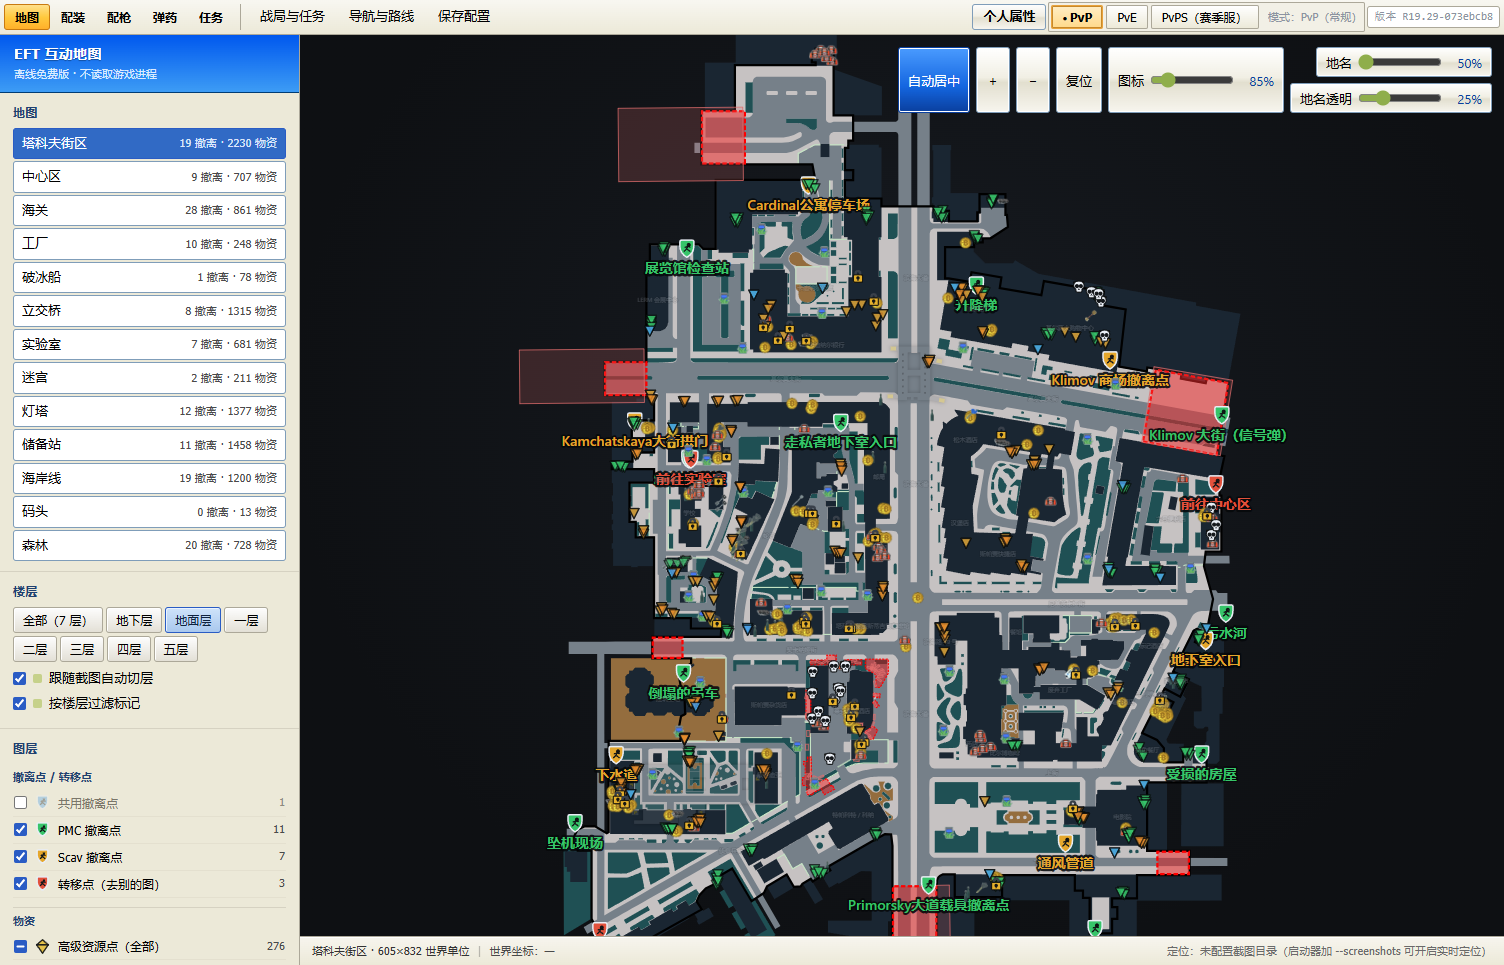 地图 配装 配枪 弹药 任务 战局与任务 导航与路线 保存配置 个人属性 • PvP PvE PvPS（赛季服） 模式：PvP（常规） 版本 R19.29-073ebcb8
EFT 互动地图
离线免费版 · 不读取游戏进程
地图
塔科夫街区 19 撤离 · 2230 物资
中心区 9 撤离 · 707 物资
海关 28 撤离 · 861 物资
工厂 10 撤离 · 248 物资
破冰船 1 撤离 · 78 物资
立交桥 8 撤离 · 1315 物资
实验室 7 撤离 · 681 物资
迷宫 2 撤离 · 211 物资
灯塔 12 撤离 · 1377 物资
储备站 11 撤离 · 1458 物资
海岸线 19 撤离 · 1200 物资
码头 0 撤离 · 13 物资
森林 20 撤离 · 728 物资
楼层
全部（7 层） 地下层 地面层 一层
二层 三层 四层 五层
跟随截图自动切层
按楼层过滤标记
图层
撤离点 / 转移点
共用撤离点 1
PMC 撤离点 11
Scav 撤离点 7
转移点（去别的图） 3
物资
高级资源点（全部） 276
自动居中 + − 复位 图标 85%
地名 50%
地名透明 25%
Cardinal公寓停车场
展览馆检查站
升降梯
Klimov 商场撤离点
Klimov 大街（信号弹）
Kamchatskaya大街拱门
走私者地下室入口
前往实验室
前往中心区
污水河
地下室入口
倒塌的吊车
下水道
受损的房屋
坠机现场
通风管道
Primorsky大道载具撤离点
塔科夫街区 · 605×832 世界单位 | 世界坐标：—
定位：未配置截图目录（启动器加 --screenshots 可开启实时定位）